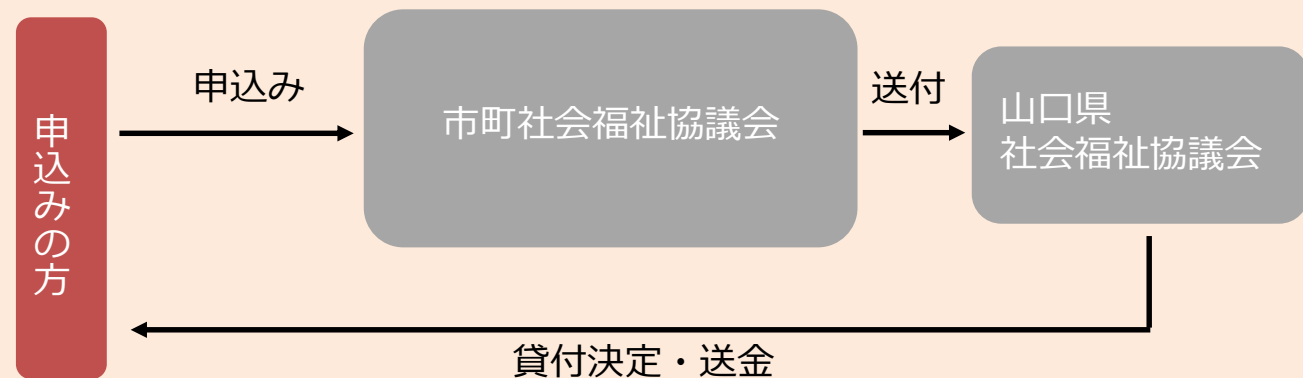 申込みの方
申込み
市町社会福祉協議会
送付
山口県
社会福祉協議会
貸付決定・送金